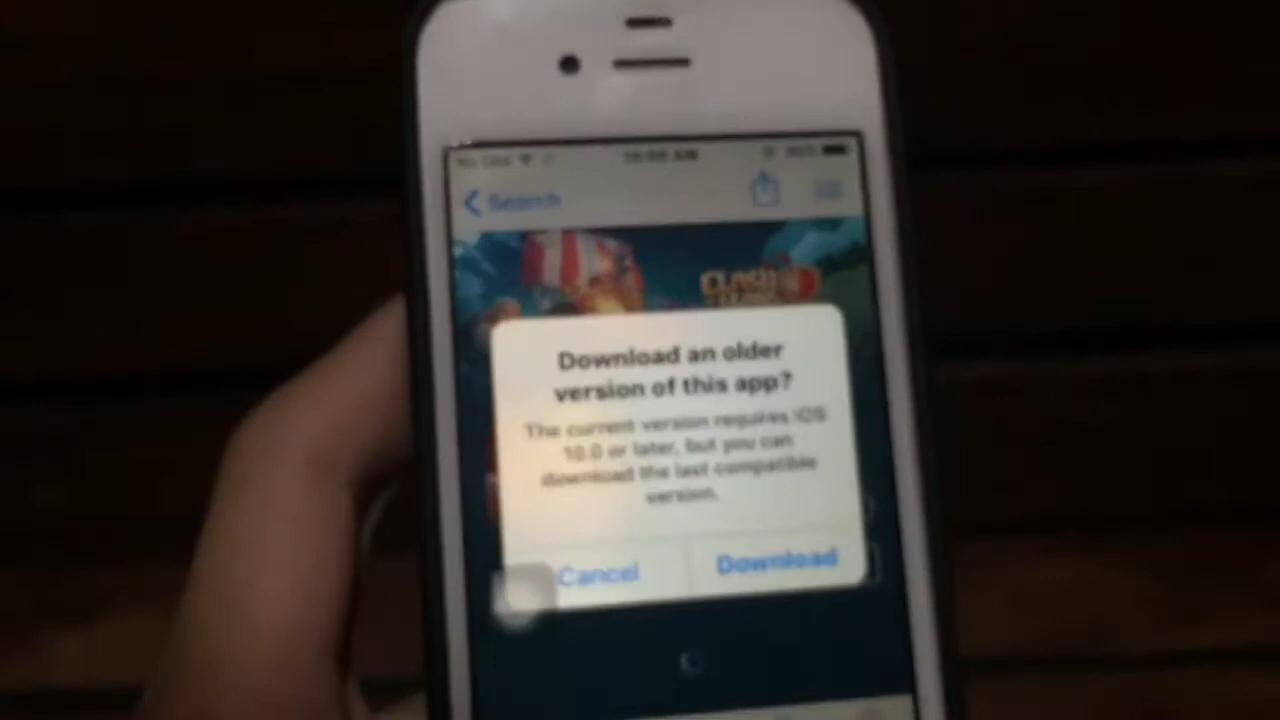 Search
CLASH
Download an older
version of this app?
The current version requires iOS
10.0 or later, but you can
download the last compatible
version.
Cancel
Download